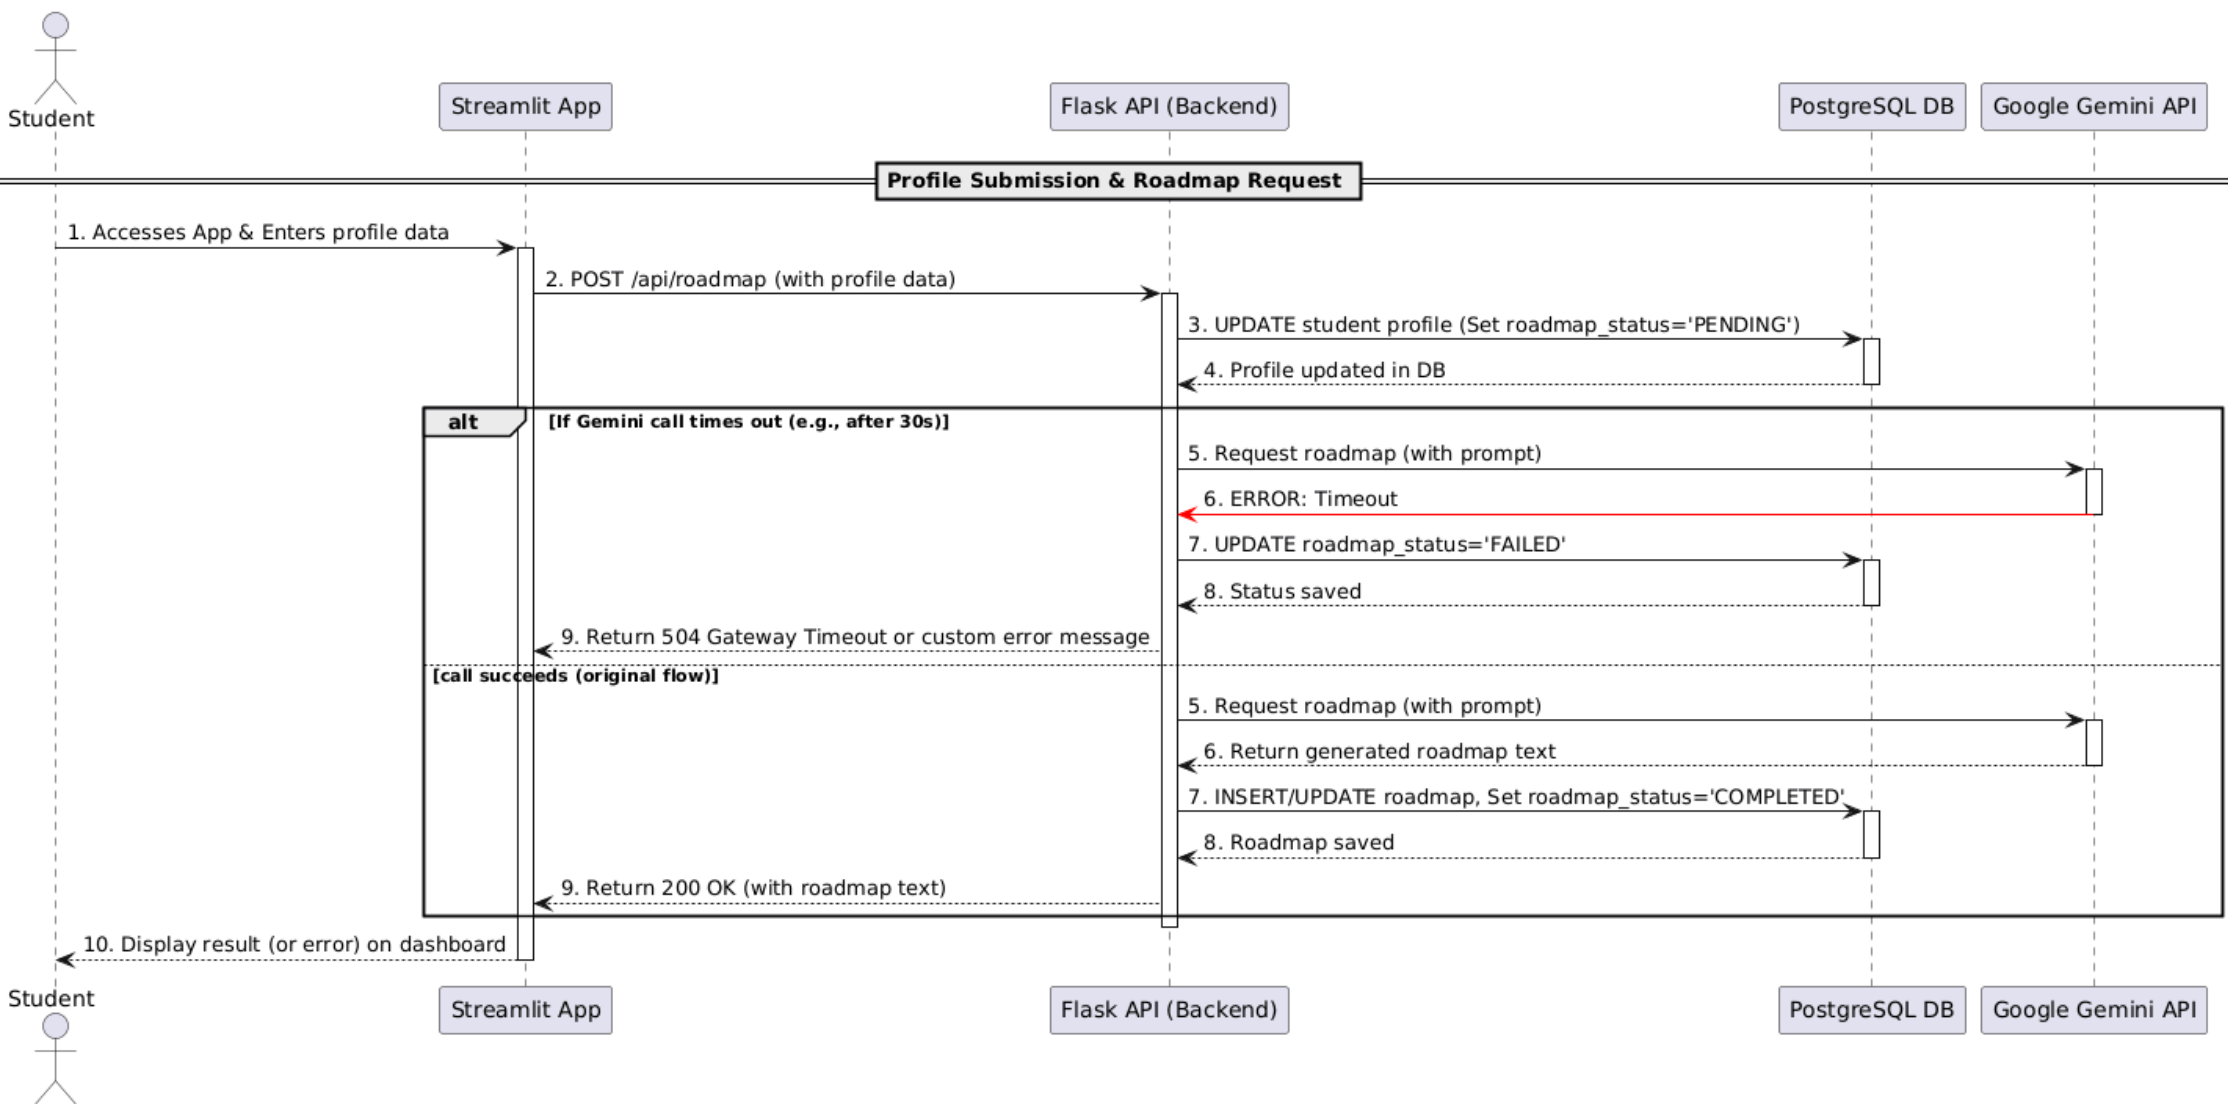 Student
Streamlit App
Flask API (Backend)
PostgreSQL DB
Google Gemini API
Profile Submission & Roadmap Request
1. Accesses App & Enters profile data
2. POST /api/roadmap (with profile data)
3. UPDATE student profile (Set roadmap_status='PENDING')
4. Profile updated in DB
alt
[If Gemini call times out (e.g., after 30s)]
5. Request roadmap (with prompt)
6. ERROR: Timeout
7. UPDATE roadmap_status='FAILED'
8. Status saved
9. Return 504 Gateway Timeout or custom error message
[call succeeds (original flow)]
5. Request roadmap (with prompt)
6. Return generated roadmap text
7. INSERT/UPDATE roadmap, Set roadmap_status='COMPLETED'
8. Roadmap saved
9. Return 200 OK (with roadmap text)
10. Display result (or error) on dashboard
Student
Streamlit App
Flask API (Backend)
PostgreSQL DB
Google Gemini API